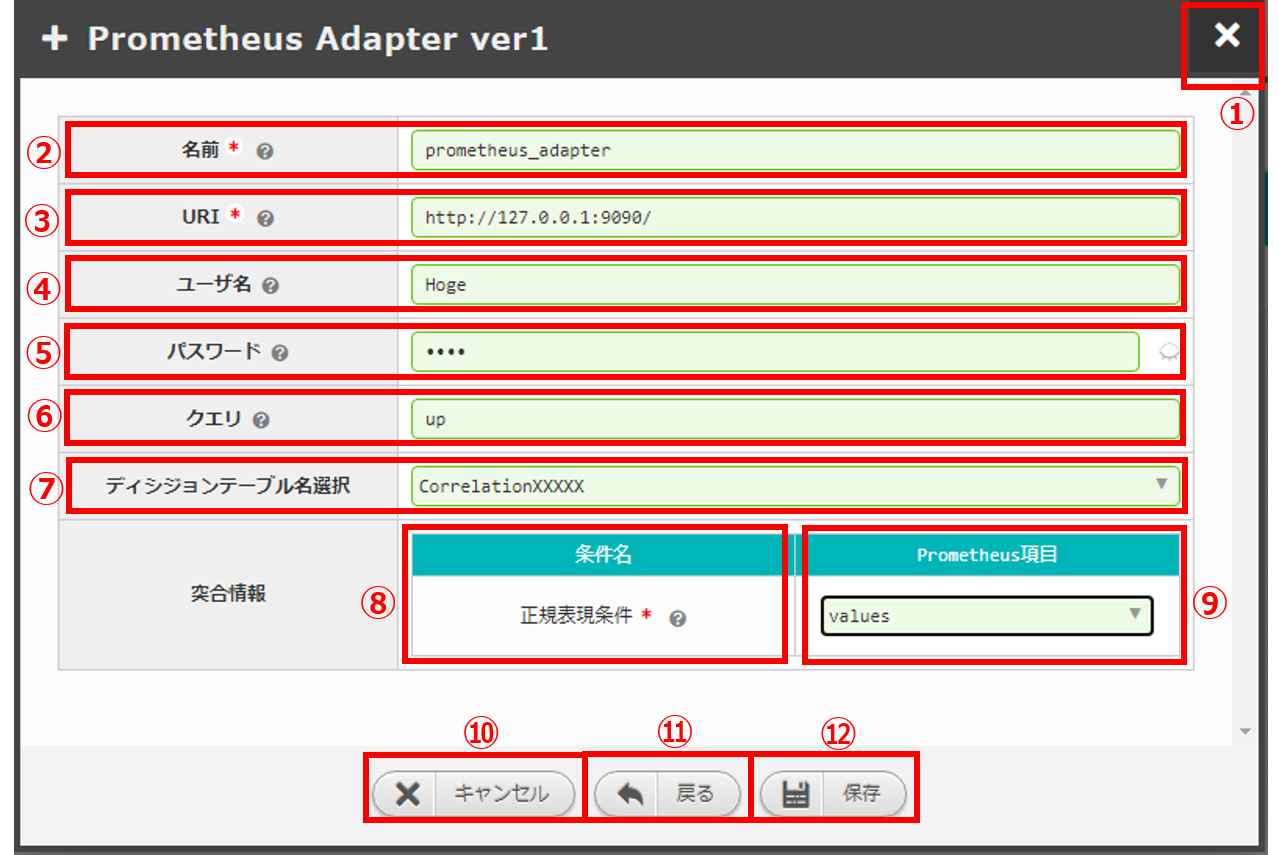 + Prometheus Adapter ver1
①
② 名前 * prometheus_adapter
③ URI * http://127.0.0.1:9090/
④ ユーザ名 Hoge
⑤ パスワード ••••
⑥ クエリ up
⑦ ディシジョンテーブル名選択 CorrelationXXXXX
条件名 Prometheus項目
突合情報 ⑧ 正規表現条件 * values ⑨
⑩ ⑪ ⑫
キャンセル 戻る 保存